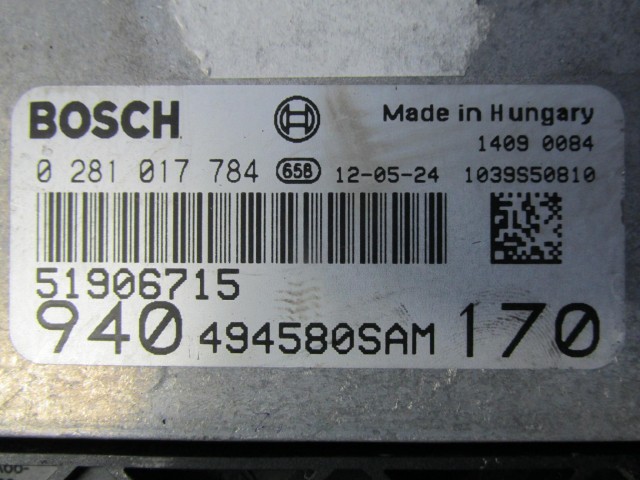 BOSCH Made in Hungary
1409 0084
0 281 017 784 658 12-05-24 1039S50810
51906715
940 494580SAM 170